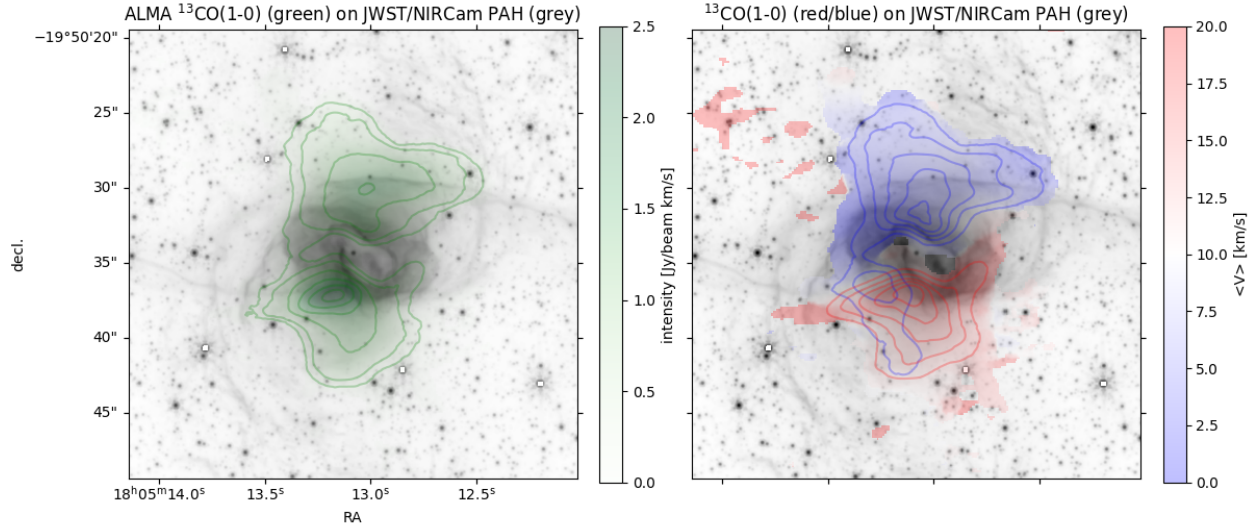 ALMA ¹³CO(1-0) (green) on JWST/NIRCam PAH (grey)
−19°50'20"
25"
30"
35"
40"
45"
decl.
18ʰ05ᵐ14.0ˢ
13.5ˢ
13.0ˢ
12.5ˢ
RA
2.5
2.0
1.5
1.0
0.5
0.0
intensity [Jy/beam km/s]
¹³CO(1-0) (red/blue) on JWST/NIRCam PAH (grey)
20.0
17.5
15.0
12.5
10.0
7.5
5.0
2.5
0.0
<V> [km/s]